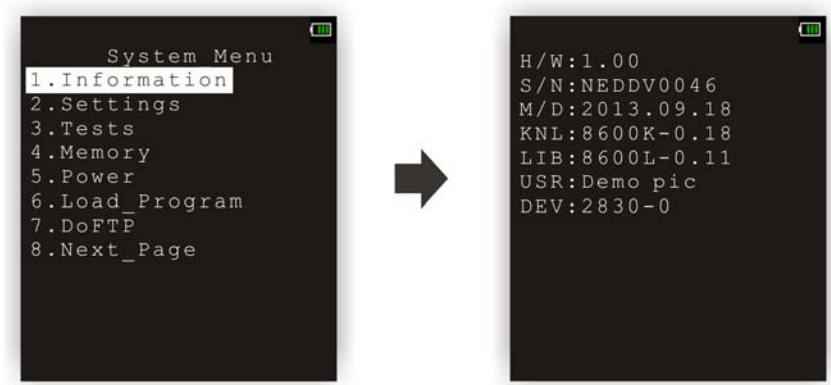 System Menu
1.Information
2.Settings
3.Tests
4.Memory
5.Power
6.Load_Program
7.DoFTP
8.Next_Page
H/W:1.00
S/N:NEDDV0046
M/D:2013.09.18
KNL:8600K-0.18
LIB:8600L-0.11
USR:Demo pic
DEV:2830-0